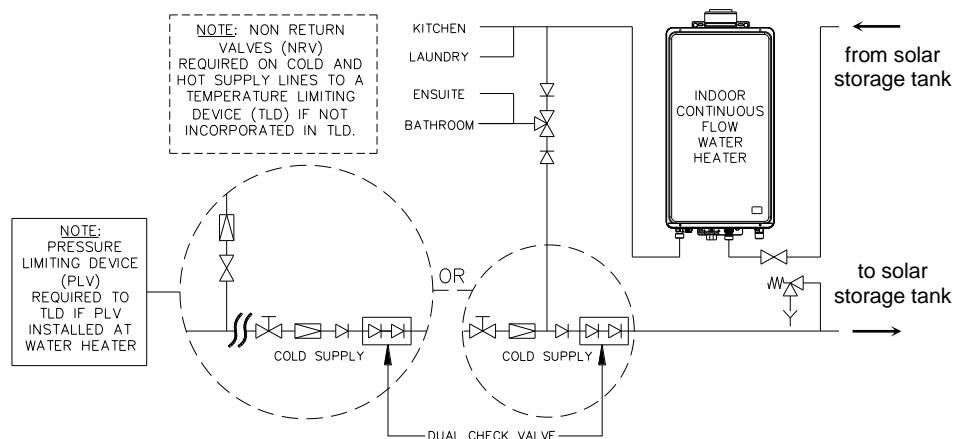 NOTE: NON RETURN
VALVES (NRV)
REQUIRED ON COLD AND
HOT SUPPLY LINES TO A
TEMPERATURE LIMITING
DEVICE (TLD) IF NOT
INCORPORATED IN TLD.
KITCHEN
LAUNDRY
ENSUITE
BATHROOM
INDOOR
CONTINUOUS
FLOW
WATER
HEATER
from solar
storage tank
NOTE:
PRESSURE
LIMITING DEVICE
(PLV)
REQUIRED TO
TLD IF PLV
INSTALLED AT
WATER HEATER
OR
to solar
storage tank
COLD SUPPLY
COLD SUPPLY
DUAL CHECK VALVE